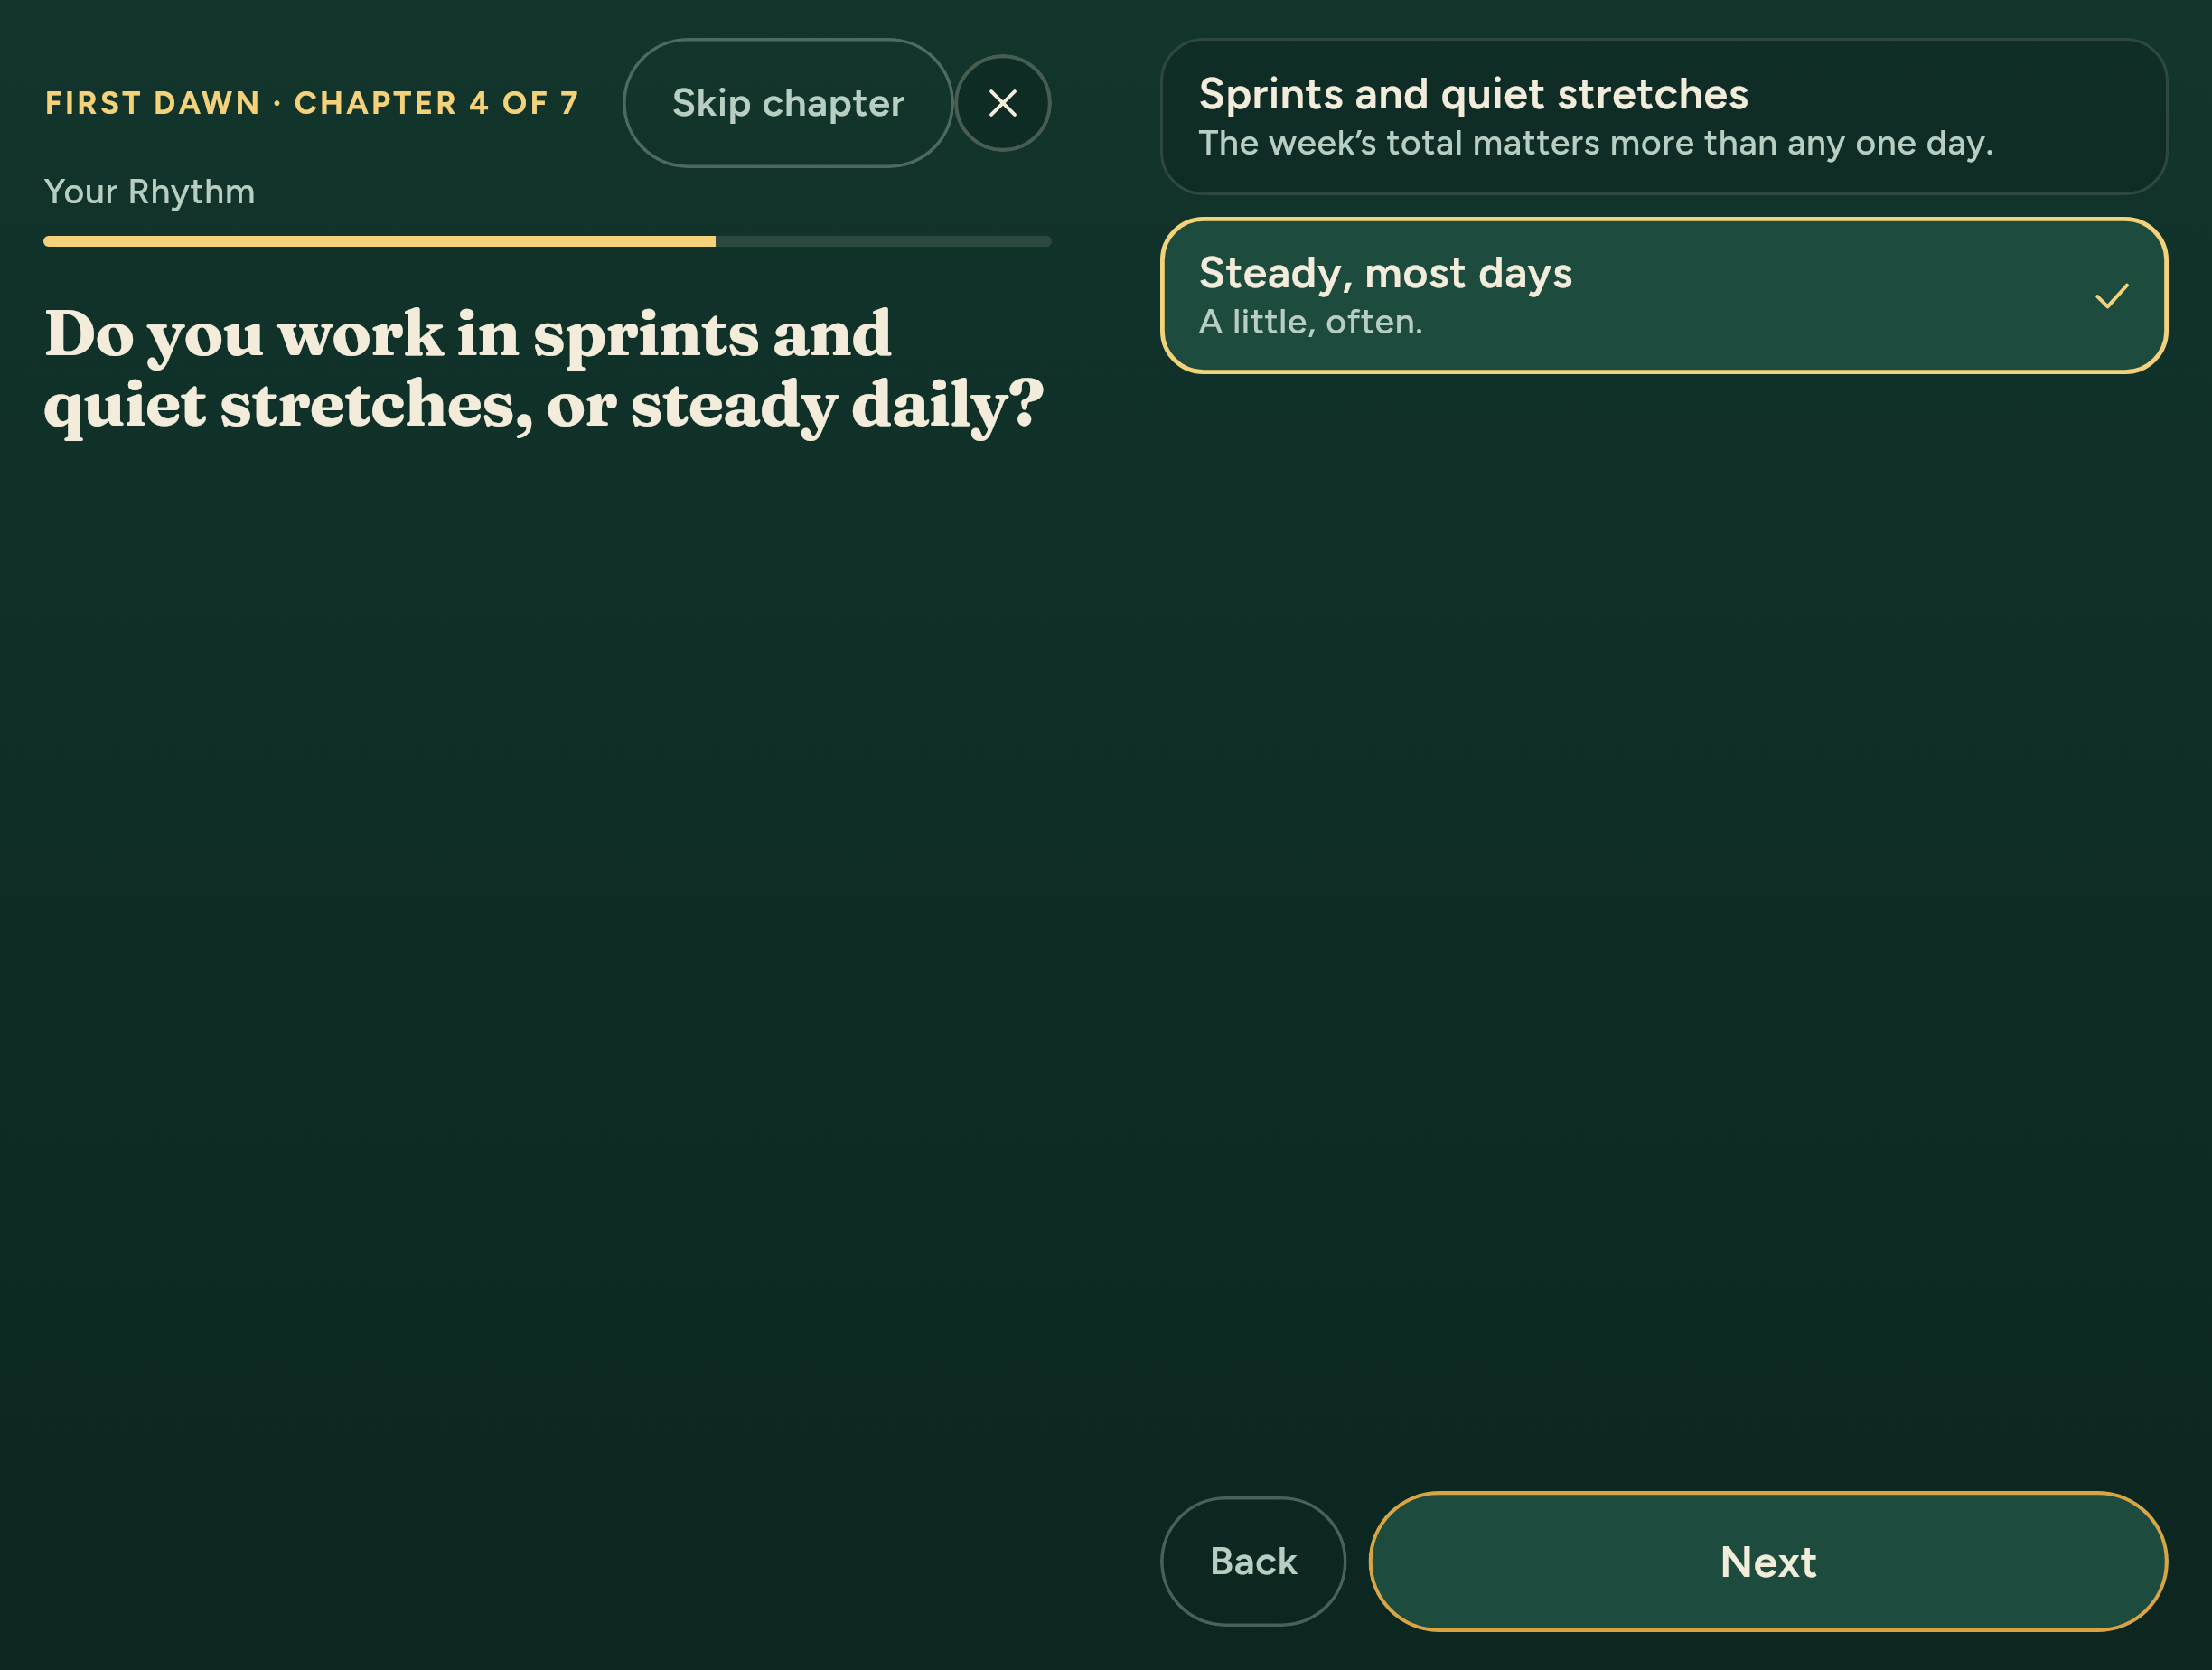 FIRST DAWN · CHAPTER 4 OF 7
Skip chapter
Your Rhythm
Do you work in sprints and
quiet stretches, or steady daily?
Sprints and quiet stretches
The week’s total matters more than any one day.
Steady, most days
A little, often.
Back
Next